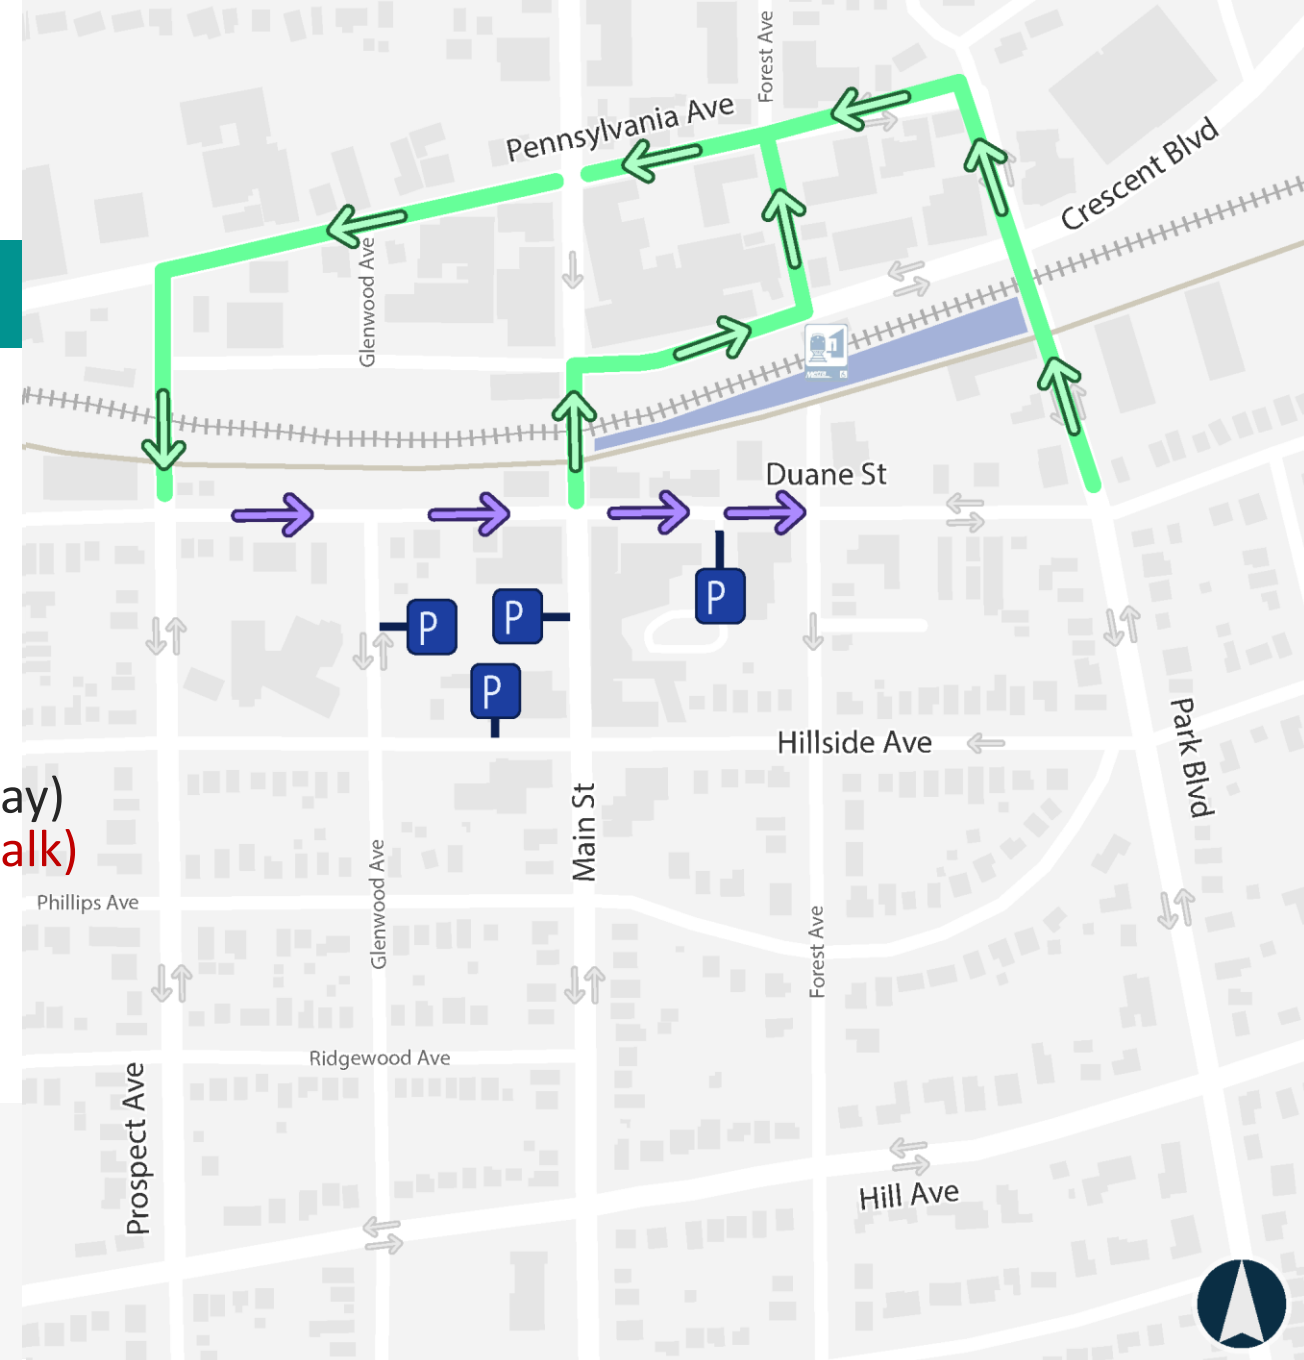 Forest Ave
Pennsylvania Ave
Crescent Blvd
Glenwood Ave
Duane St
P
P
P
P
Hillside Ave
Park Blvd
Main St
ay)
alk)
Glenwood Ave
Phillips Ave
Forest Ave
Ridgewood Ave
Prospect Ave
Hill Ave